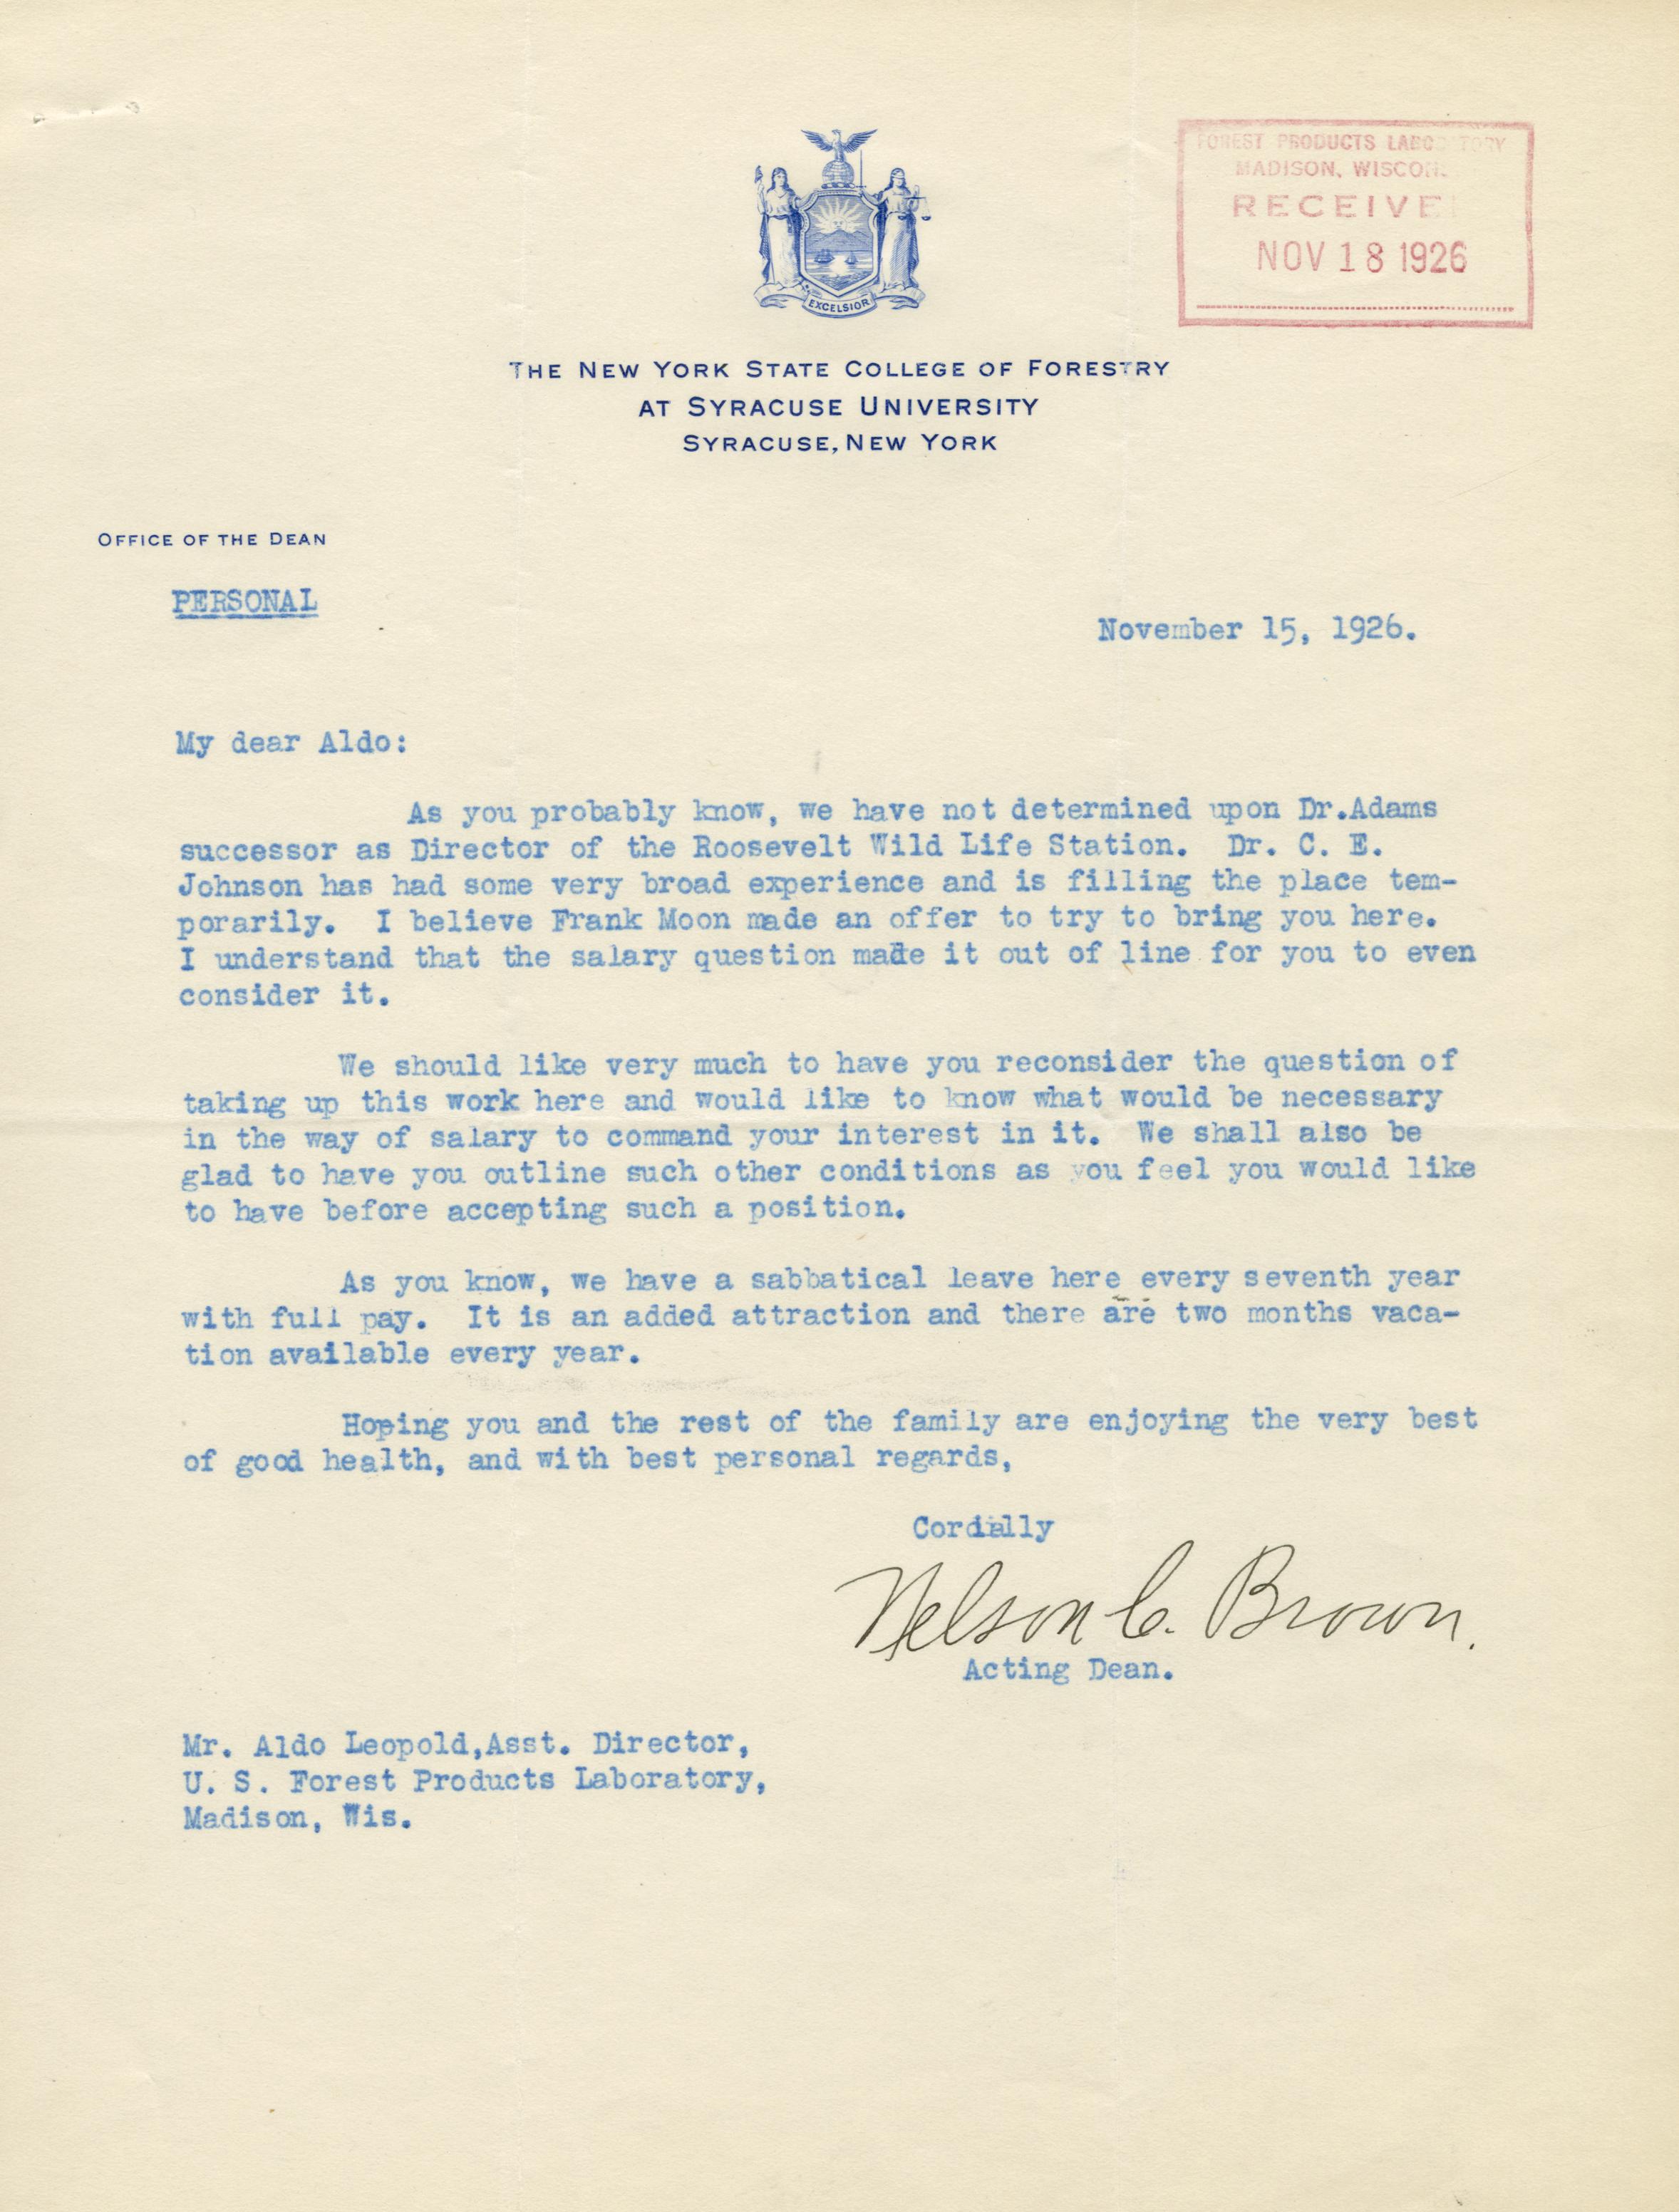 EXCELSIOR
FOREST PRODUCTS
MADISON,
NOV 18 1926
THE NEW YORK STATE COLLEGE OF FORESTRY
AT SYRACUSE UNIVERSITY
SYRACUSE, NEW YORK
OFFICE OF THE DEAN
PERSONAL
November 15, 1926.
My dear Aldo:
As you probably know, we have not determined upon Dr.Adams
successor as Director of the Roosevelt Wild Life Station. Dr. C. E.
Johnson has had some very broad experience and is filling the place tem-
porarily. I believe Frank Moon made an offer to try to bring you here.
I understand that the salary question made it out of line for you to even
consider it.
We should like very much to have you reconsider the question of
taking up this work here and would like to know what would be necessary
in the way of salary to command your interest in it. We shall also be
glad to have you outline such other conditions as you feel you would like
to have before accepting such a position.
As you know, we have a sabbatical leave here every seventh year
with full pay. It is an added attraction and there are two months vaca-
tion available every year.
Hoping you and the rest of the family are enjoying the very best
of good health, and with best personal regards,
Cordially
Nelson C. Brown.
Acting Dean.
Mr. Aldo Leopold,Asst. Director,
U. S. Forest Products Laboratory,
Madison, Wis.